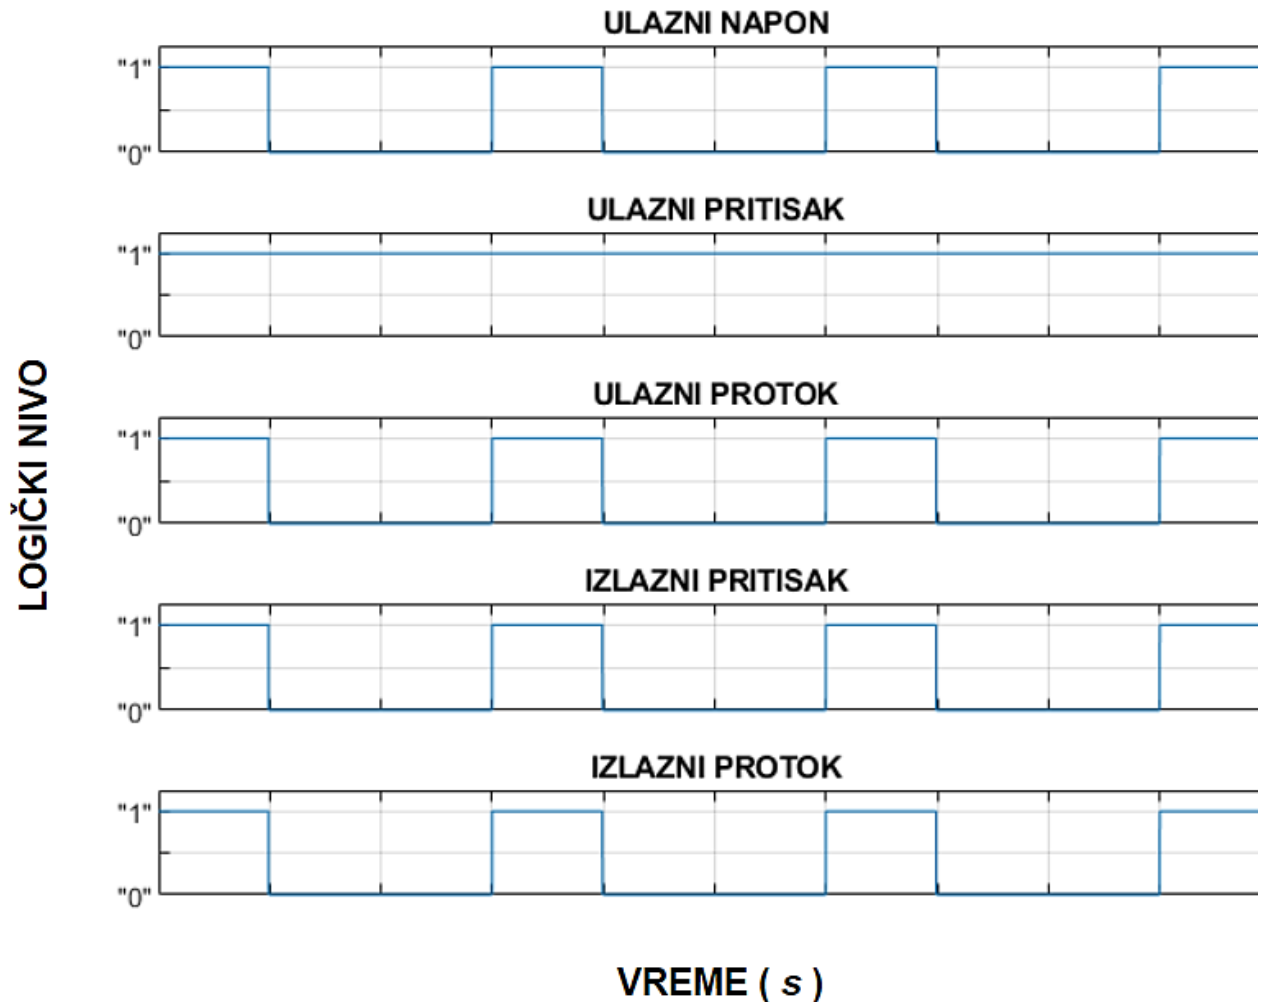 ULAZNI NAPON
"1"
"0"
ULAZNI PRITISAK
"1"
"0"
ULAZNI PROTOK
"1"
"0"
IZLAZNI PRITISAK
"1"
"0"
IZLAZNI PROTOK
"1"
"0"
LOGIČKI NIVO
VREME ( s )